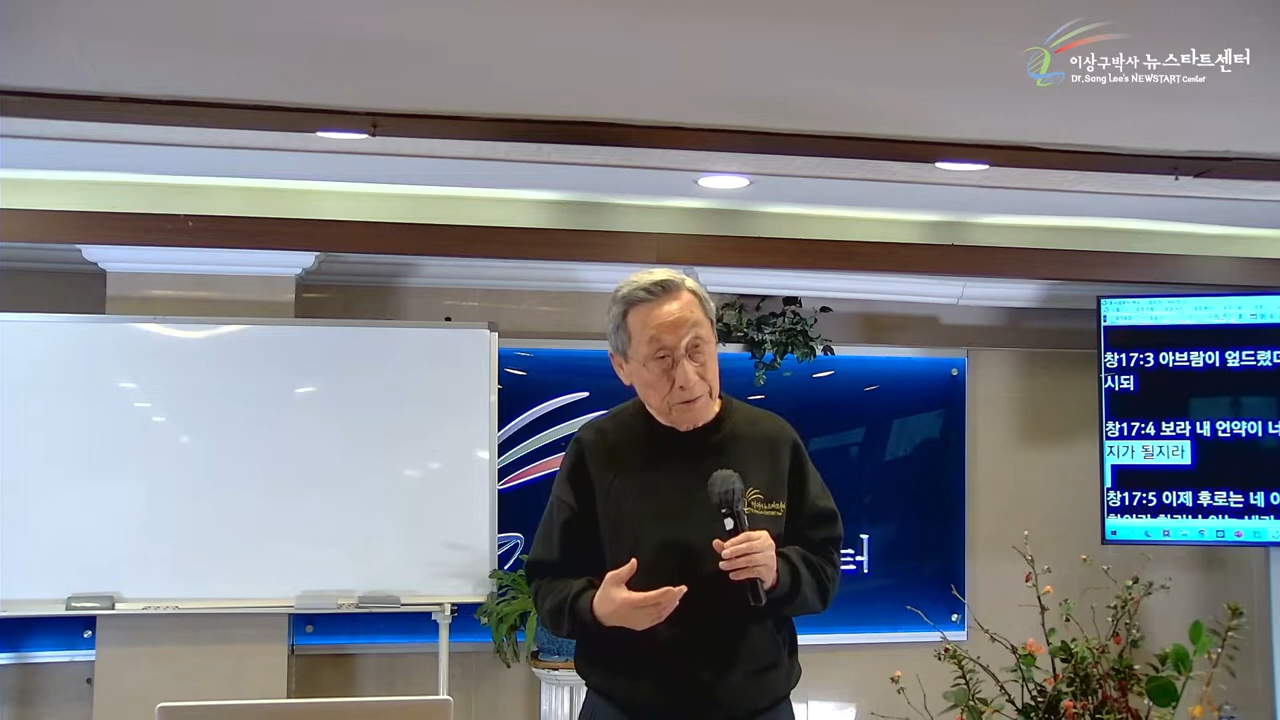 이상구박사 뉴스타트센터
Dr. Sang Lee's NEWSTART Center
창17:3 아브람이 엎드렸
시되
창17:4 보라 내 언약이 너
지가 될지라
창17:5 이제 후로는 네 이
터